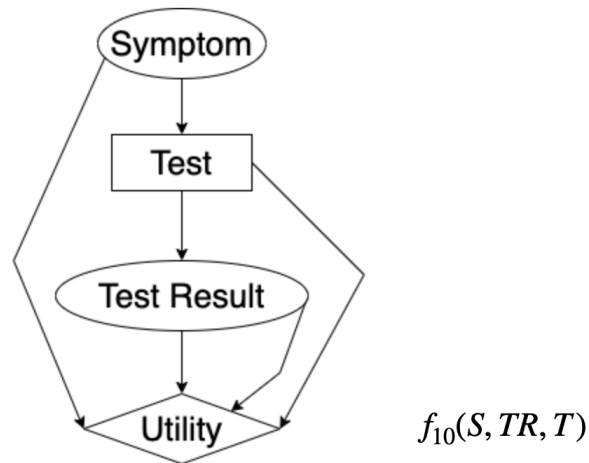 Symptom
Test
Test Result
Utility
f₁₀(S, TR, T)